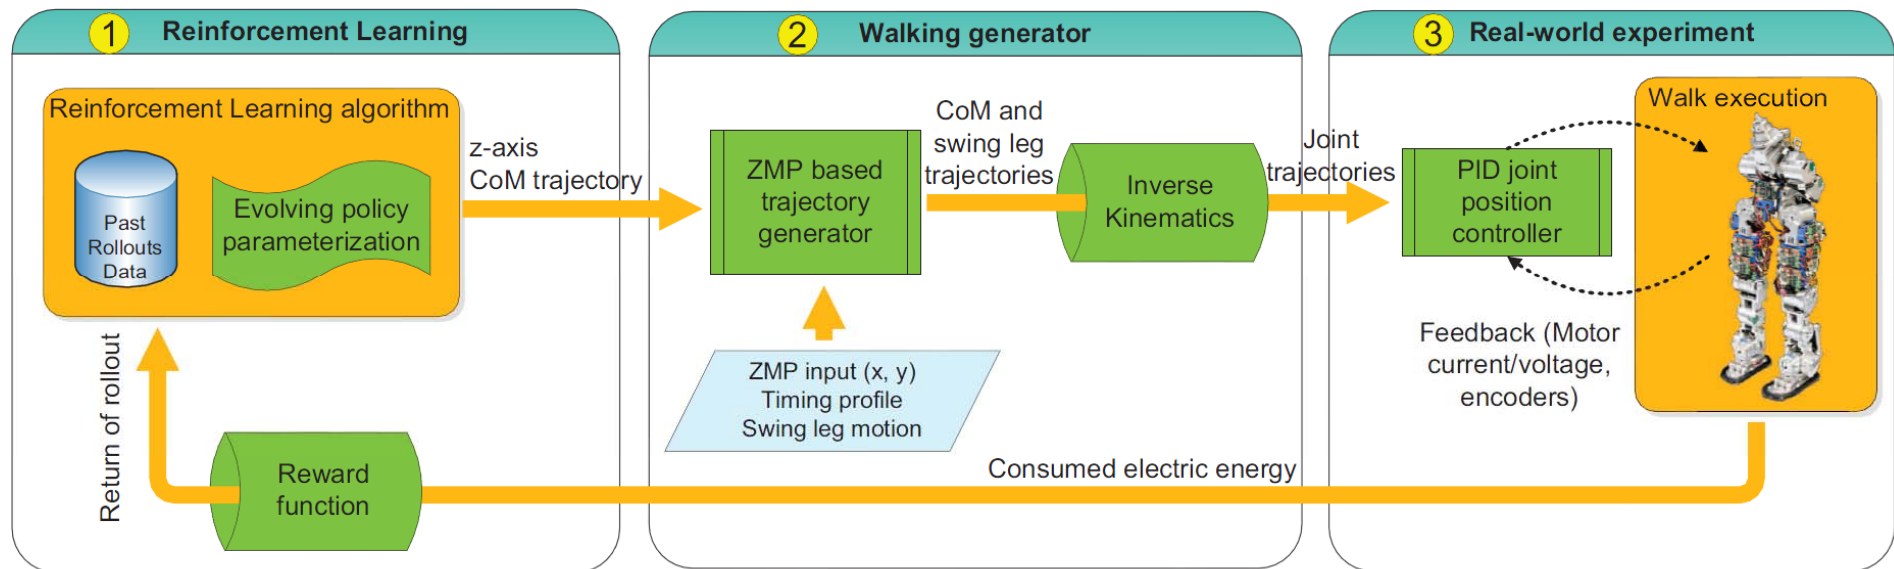 1 Reinforcement Learning
Reinforcement Learning algorithm
Past
Rollouts
Data
Evolving policy
parameterization
z-axis
CoM trajectory
Return of rollout
Reward
function
2 Walking generator
ZMP based
trajectory
generator
CoM and
swing leg
trajectories
Inverse
Kinematics
ZMP input (x, y)
Timing profile
Swing leg motion
Consumed electric energy
Joint
trajectories
3 Real-world experiment
PID joint
position
controller
Walk execution
Feedback (Motor
current/voltage,
encoders)